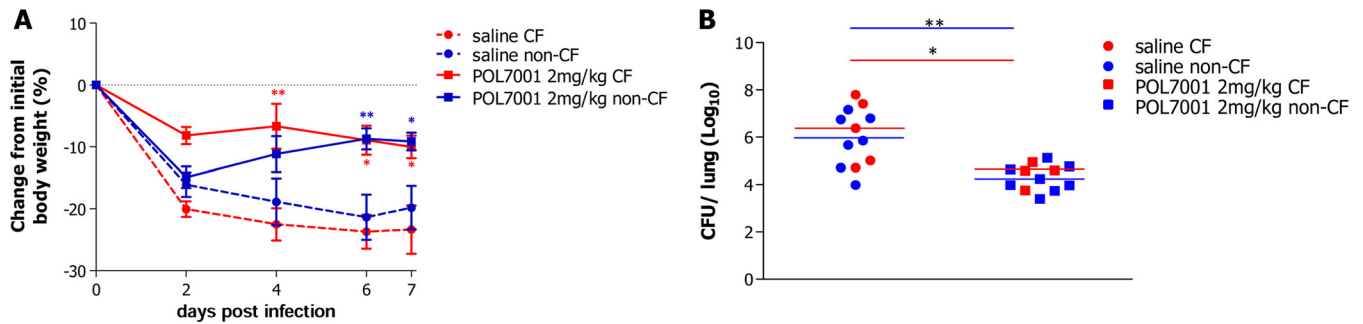 A
Change from initial
body weight (%)
10
0
-10
-20
-30
0 2 4 6 7
days post infection
** ** *
* *
saline CF
saline non-CF
POL7001 2mg/kg CF
POL7001 2mg/kg non-CF
B
CFU/ lung (Log10)
10
8
6
4
2
0
**
*
saline CF
saline non-CF
POL7001 2mg/kg CF
POL7001 2mg/kg non-CF